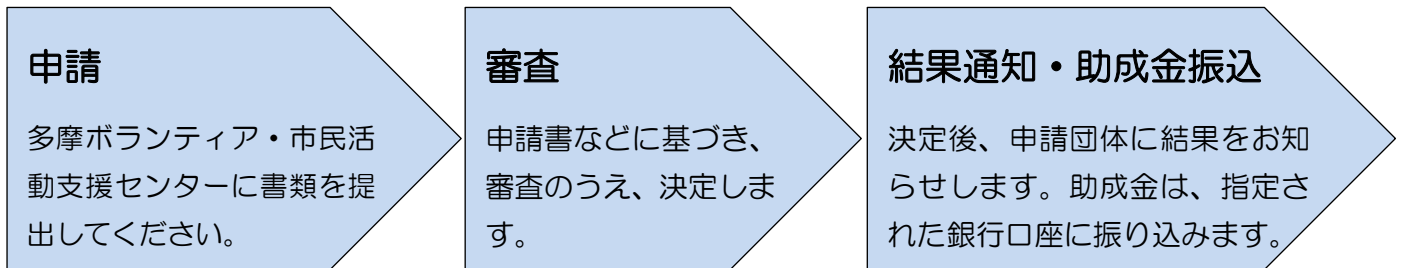 申請
多摩ボランティア・市民活
動支援センターに書類を提
出してください。
審査
申請書などに基づき、
審査のうえ、決定しま
す。
結果通知・助成金振込
決定後、申請団体に結果をお知
らせします。助成金は、指定さ
れた銀行口座に振り込みます。